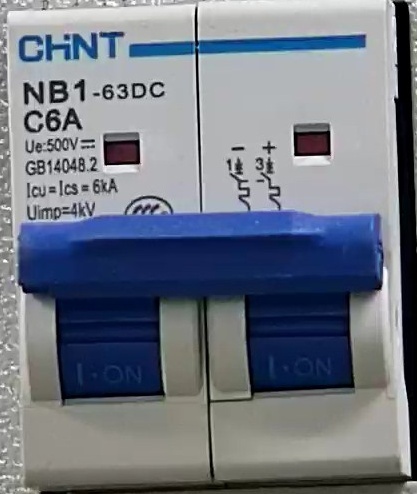 CHNT
NB1-63DC
C6A
Ue:500V⎓
GB14048.2
Icu=Ics=6kA
Uimp=4kV
- +
1 3
I·ON I·ON